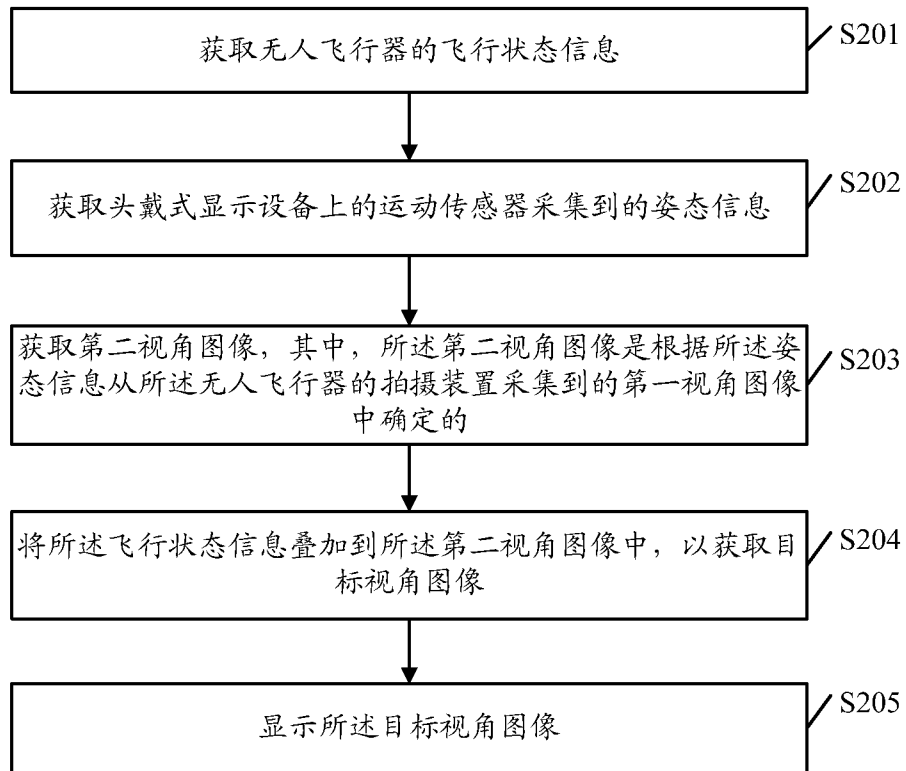 获取无人飞行器的飞行状态信息
S201
获取头戴式显示设备上的运动传感器采集到的姿态信息
S202
获取第二视角图像，其中，所述第二视角图像是根据所述姿
态信息从所述无人飞行器的拍摄装置采集到的第一视角图像
中确定的
S203
将所述飞行状态信息叠加到所述第二视角图像中，以获取目
标视角图像
S204
显示所述目标视角图像
S205